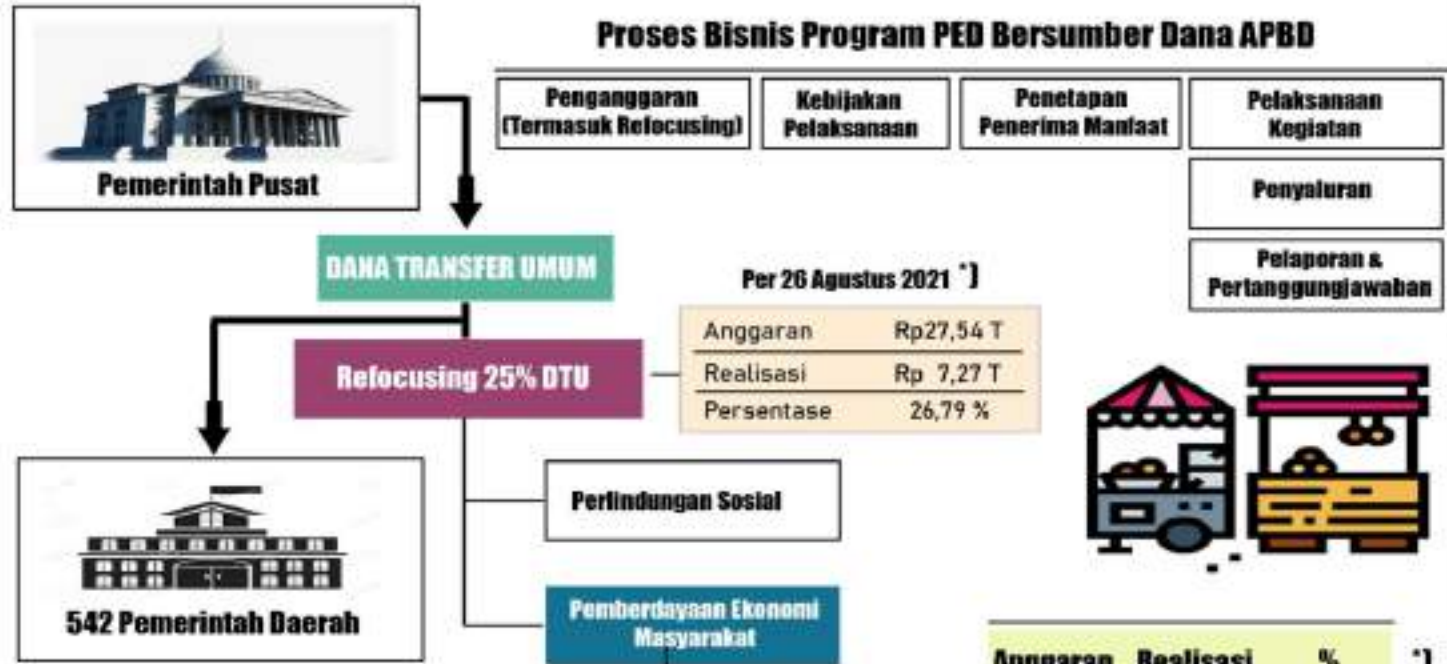 Proses Bisnis Program PED Bersumber Dana APBD
Penganggaran
(Termasuk Refocusing)
Kebijakan
Pelaksanaan
Penetapan
Penerima Manfaat
Pelaksanaan
Kegiatan
Penyaluran
Pelaporan &
Pertanggungjawaban
Pemerintah Pusat
DANA TRANSFER UMUM
Per 26 Agustus 2021 *)
Refocusing 25% DTU
Anggaran Rp27,54 T
Realisasi Rp 7,27 T
Persentase 26,79 %
Perlindungan Sosial
542 Pemerintah Daerah
Pemberdayaan Ekonomi
Masyarakat
Anggaran Realisasi % *)